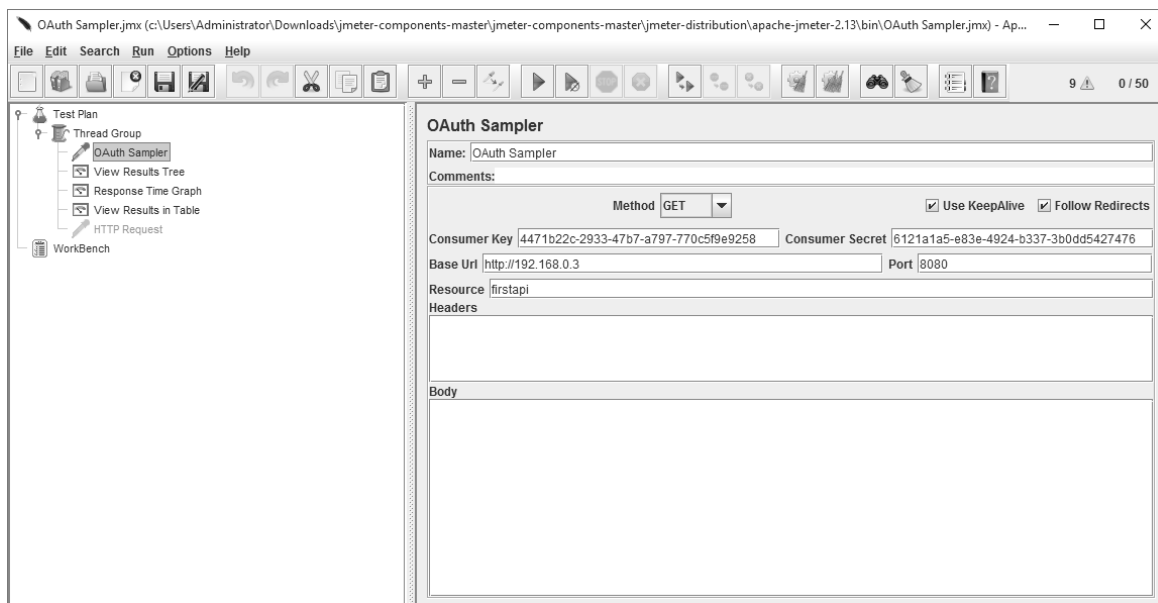 OAuth Sampler.jmx (c:\Users\Administrator\Downloads\jmeter-components-master\jmeter-components-master\jmeter-distribution\apache-jmeter-2.13\bin\OAuth Sampler.jmx) - Ap...
File Edit Search Run Options Help
9 0 / 50
Test Plan
Thread Group
OAuth Sampler
View Results Tree
Response Time Graph
View Results in Table
HTTP Request
WorkBench
OAuth Sampler
Name: OAuth Sampler
Comments:
Method GET Use KeepAlive Follow Redirects
Consumer Key 4471b22c-2933-47b7-a797-770c5f9e9258 Consumer Secret 6121a1a5-e83e-4924-b337-3b0dd5427476
Base Url http://192.168.0.3 Port 8080
Resource firstapi
Headers
Body